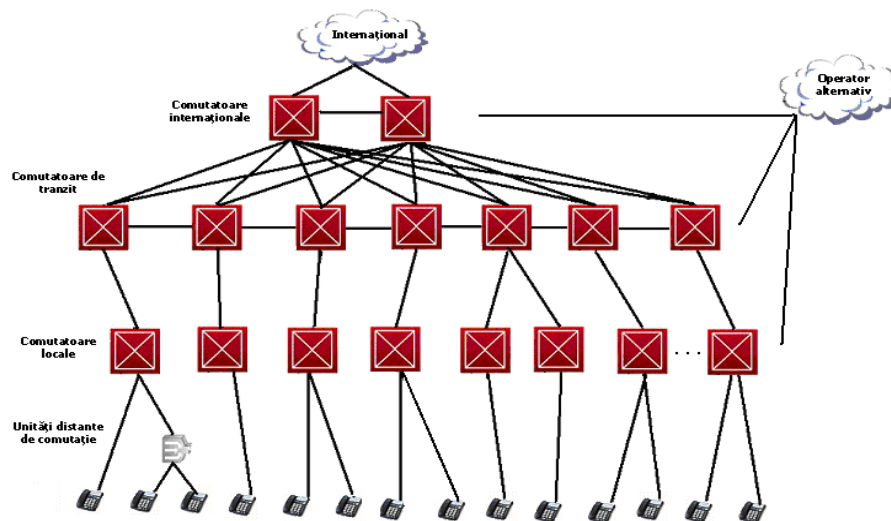 Internațional
Operator
alternativ
Comutatoare
internaționale
Comutatoare de
tranzit
Comutatoare
locale
...
Unități distante
de comutație